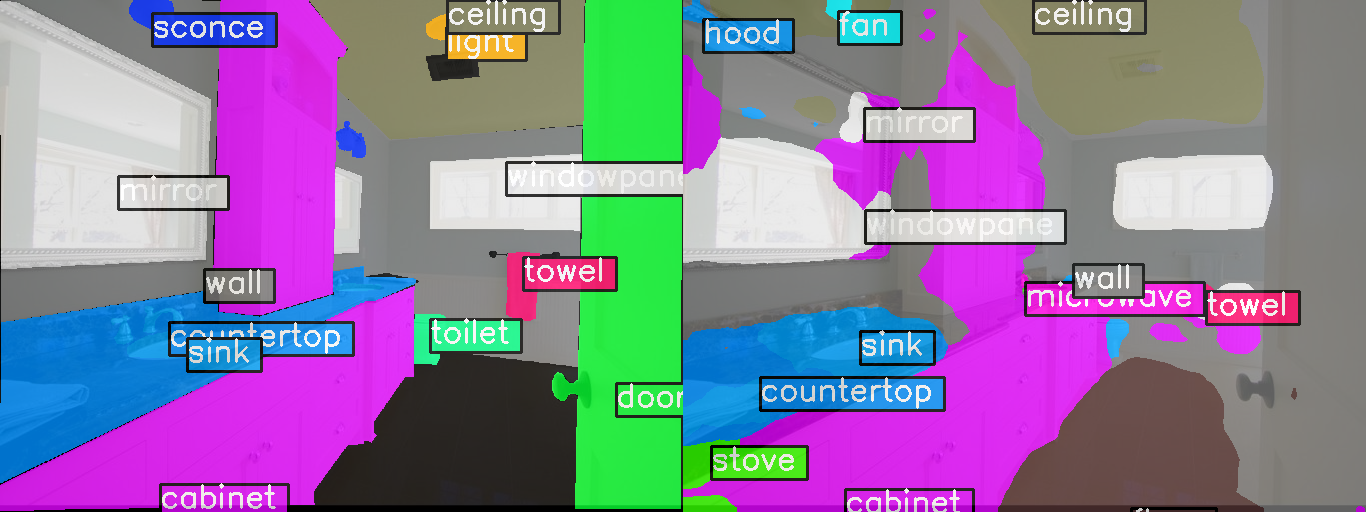 sconce
ceiling
light
mirror
windowpane
wall
towel
countertop
sink
toilet
door
cabinet
hood
fan
ceiling
mirror
windowpane
wall
microwave
towel
sink
countertop
stove
cabinet